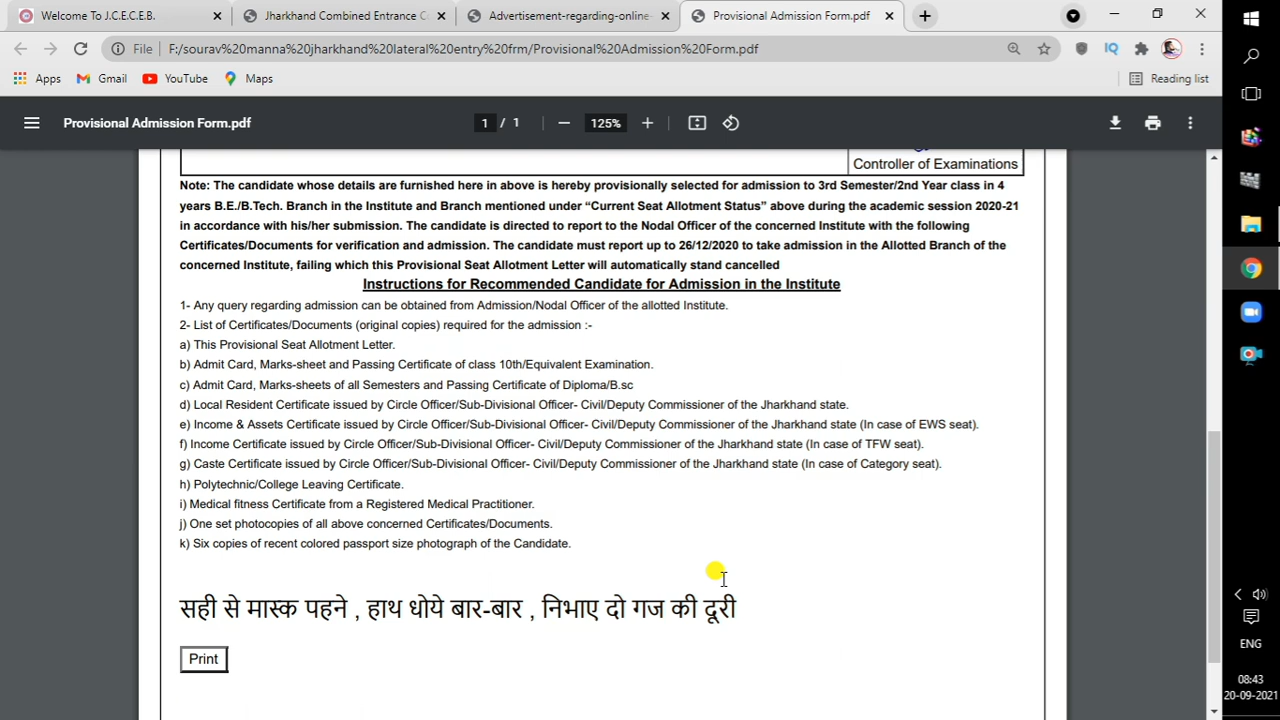 Welcome To J.C.E.C.E.B.
Jharkhand Combined Entrance C
Advertisement-regarding-online-
Provisional Admission Form.pdf
File
F:/sourav%20manna%20jharkhand%20lateral%20entry%20frm/Provisional%20Admission%20Form.pdf
IQ
Apps
Gmail
YouTube
Maps
Reading list
Provisional Admission Form.pdf
1 / 1
125%
Controller of Examinations
Note: The candidate whose details are furnished here in above is hereby provisionally selected for admission to 3rd Semester/2nd Year class in 4
years B.E./B.Tech. Branch in the Institute and Branch mentioned under “Current Seat Allotment Status” above during the academic session 2020-21
in accordance with his/her submission. The candidate is directed to report to the Nodal Officer of the concerned Institute with the following
Certificates/Documents for verification and admission. The candidate must report up to 26/12/2020 to take admission in the Allotted Branch of the
concerned Institute, failing which this Provisional Seat Allotment Letter will automatically stand cancelled
Instructions for Recommended Candidate for Admission in the Institute
1- Any query regarding admission can be obtained from Admission/Nodal Officer of the allotted Institute.
2- List of Certificates/Documents (original copies) required for the admission :-
a) This Provisional Seat Allotment Letter.
b) Admit Card, Marks-sheet and Passing Certificate of class 10th/Equivalent Examination.
c) Admit Card, Marks-sheets of all Semesters and Passing Certificate of Diploma/B.sc
d) Local Resident Certificate issued by Circle Officer/Sub-Divisional Officer- Civil/Deputy Commissioner of the Jharkhand state.
e) Income & Assets Certificate issued by Circle Officer/Sub-Divisional Officer- Civil/Deputy Commissioner of the Jharkhand state (In case of EWS seat).
f) Income Certificate issued by Circle Officer/Sub-Divisional Officer- Civil/Deputy Commissioner of the Jharkhand state (In case of TFW seat).
g) Caste Certificate issued by Circle Officer/Sub-Divisional Officer- Civil/Deputy Commissioner of the Jharkhand state (In case of Category seat).
h) Polytechnic/College Leaving Certificate.
i) Medical fitness Certificate from a Registered Medical Practitioner.
j) One set photocopies of all above concerned Certificates/Documents.
k) Six copies of recent colored passport size photograph of the Candidate.
सही से मास्क पहने , हाथ धोये बार-बार , निभाए दो गज की दूरी
Print
ENG
08:43
20-09-2021